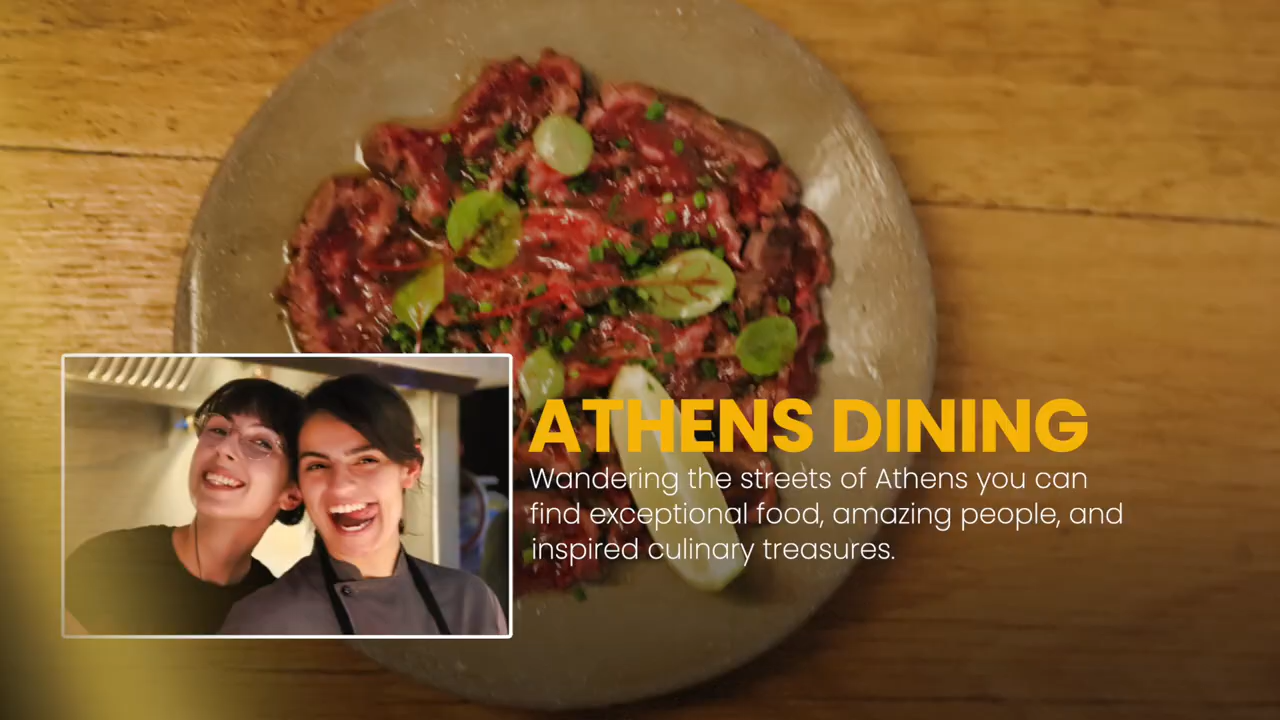 ATHENS DINING
Wandering the streets of Athens you can
find exceptional food, amazing people, and
inspired culinary treasures.